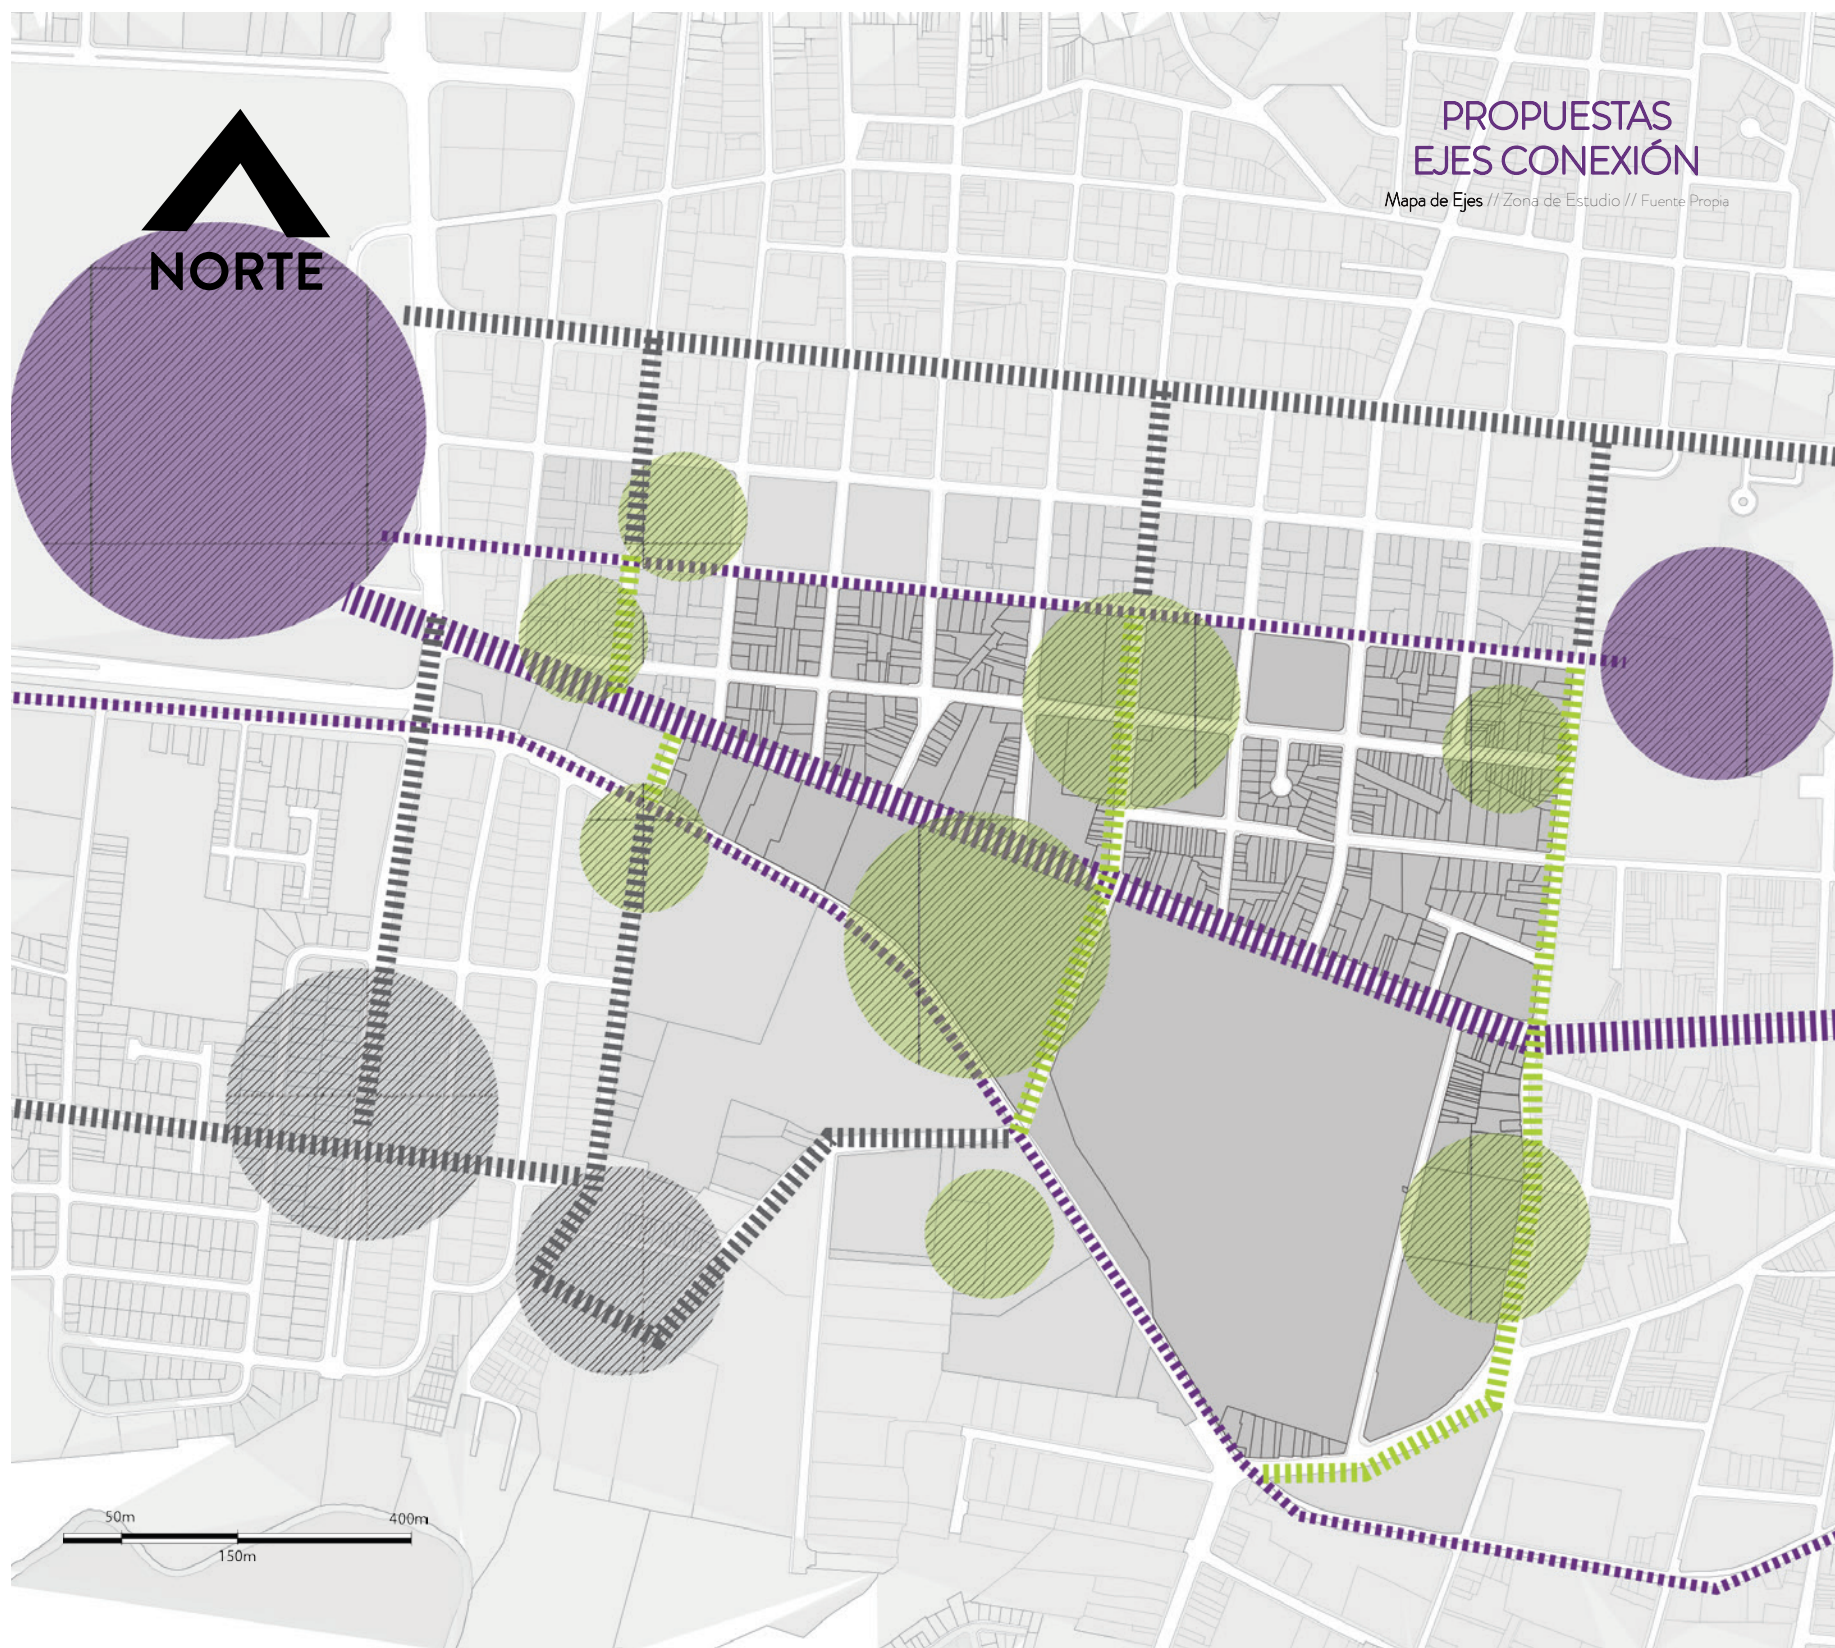 PROPUESTAS
EJES CONEXIÓN
Mapa de Ejes // Zona de Estudio // Fuente Propia
NORTE
50m
400m
150m